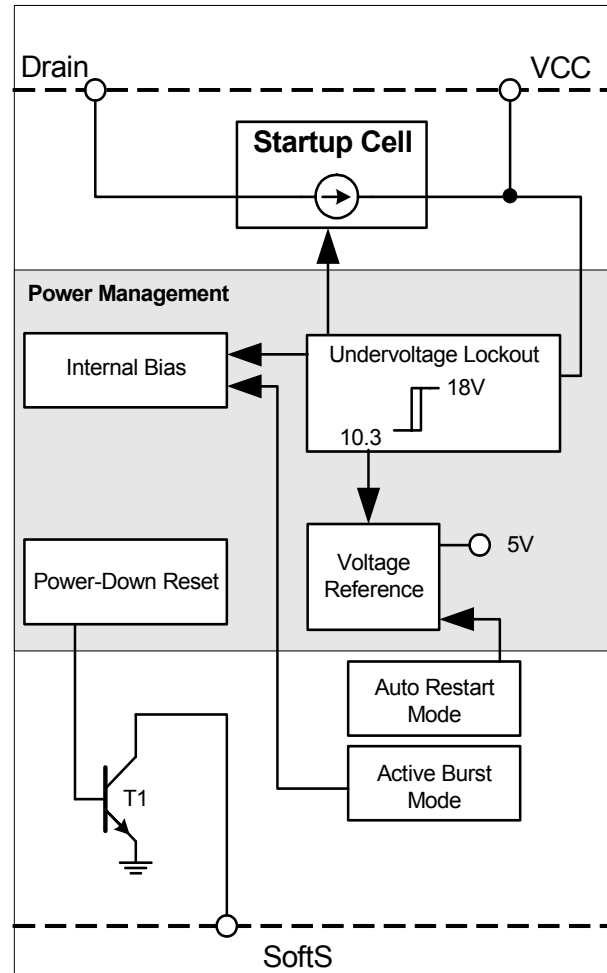 Drain
VCC
Startup Cell
Power Management
Internal Bias
Undervoltage Lockout
18V
10.3
Power-Down Reset
Voltage
Reference
5V
Auto Restart
Mode
Active Burst
Mode
T1
SoftS